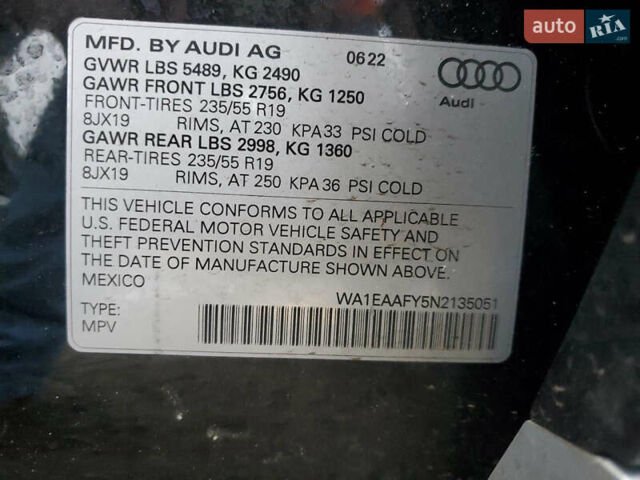 AUTO RIA.com
MFD. BY AUDI AG 0622
GVWR LBS 5489, KG 2490
GAWR FRONT LBS 2756, KG 1250
FRONT-TIRES 235/55 R19
8JX19 RIMS, AT 230 KPA 33 PSI COLD
GAWR REAR LBS 2998, KG 1360
REAR-TIRES 235/55 R19
8JX19 RIMS, AT 250 KPA 36 PSI COLD
Audi
THIS VEHICLE CONFORMS TO ALL APPLICABLE
U.S. FEDERAL MOTOR VEHICLE SAFETY AND
THEFT PREVENTION STANDARDS IN EFFECT ON
THE DATE OF MANUFACTURE SHOWN ABOVE.
MEXICO
WA1EAAFY5N2135051
TYPE:
MPV